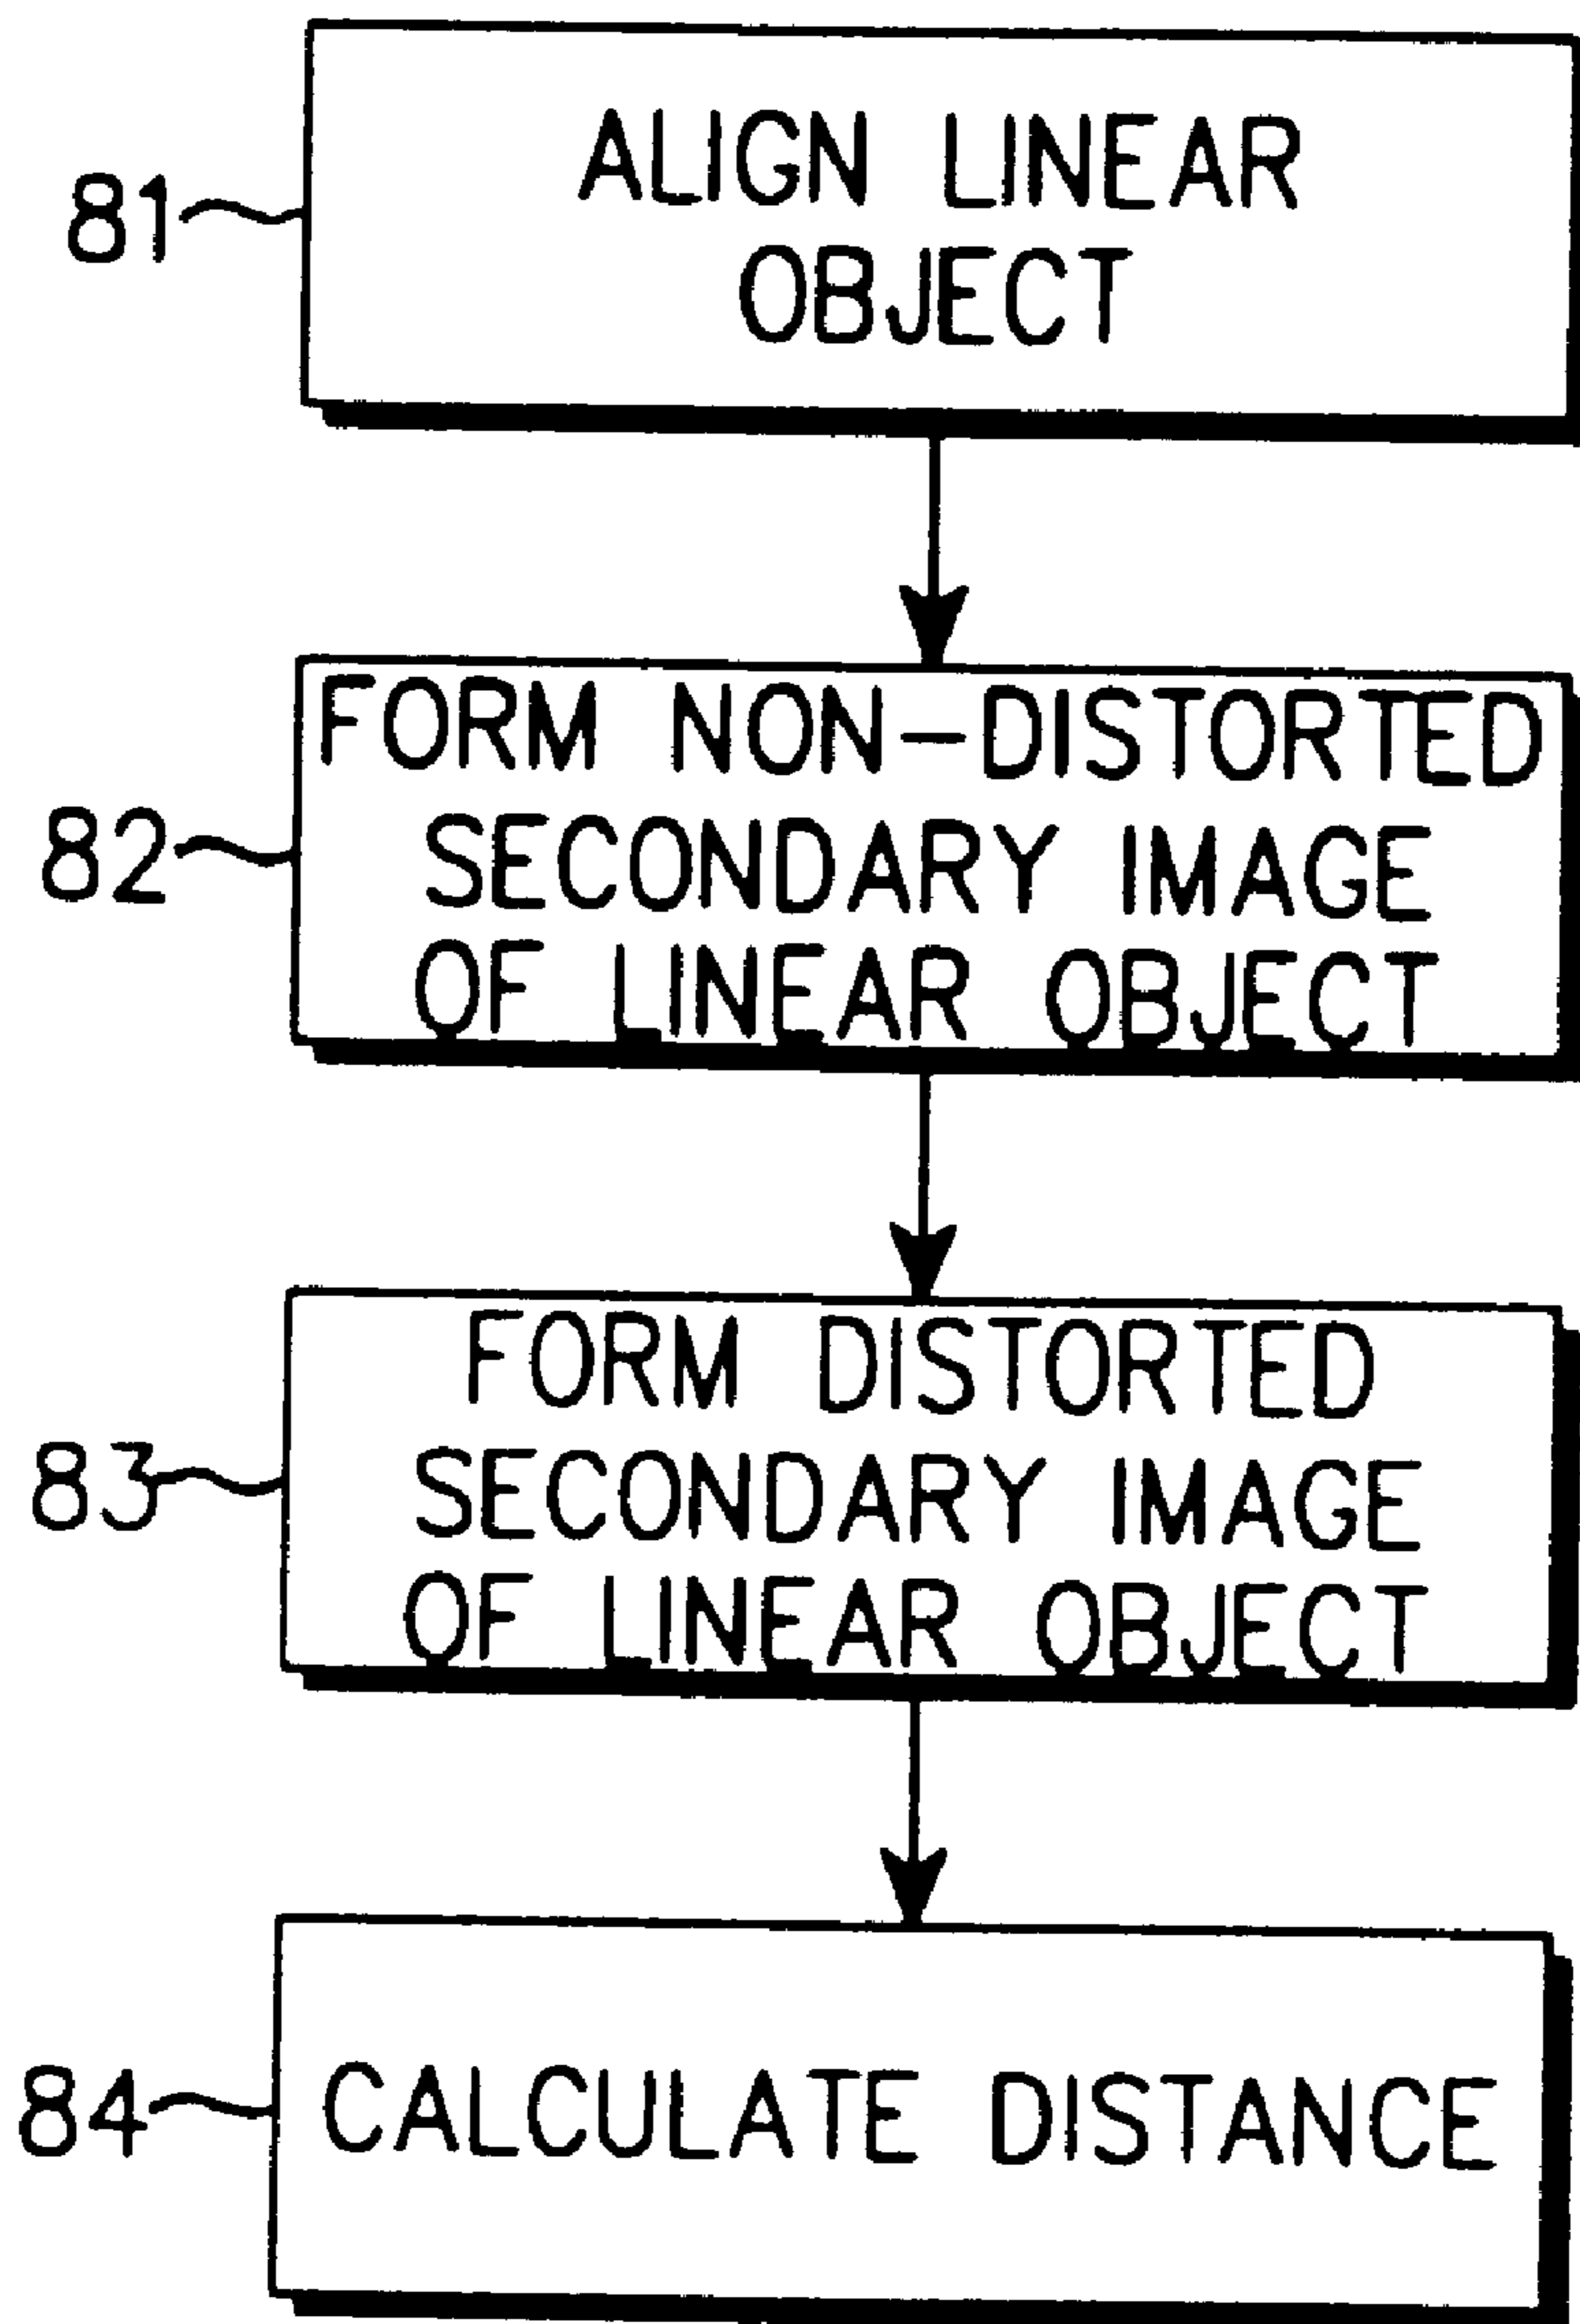 81
ALIGN LINEAR
OBJECT
82
FORM NON-DISTORTED
SECONDARY IMAGE
OF LINEAR OBJECT
83
FORM DISTORTED
SECONDARY IMAGE
OF LINEAR OBJECT
84
CALCULATE DISTANCE